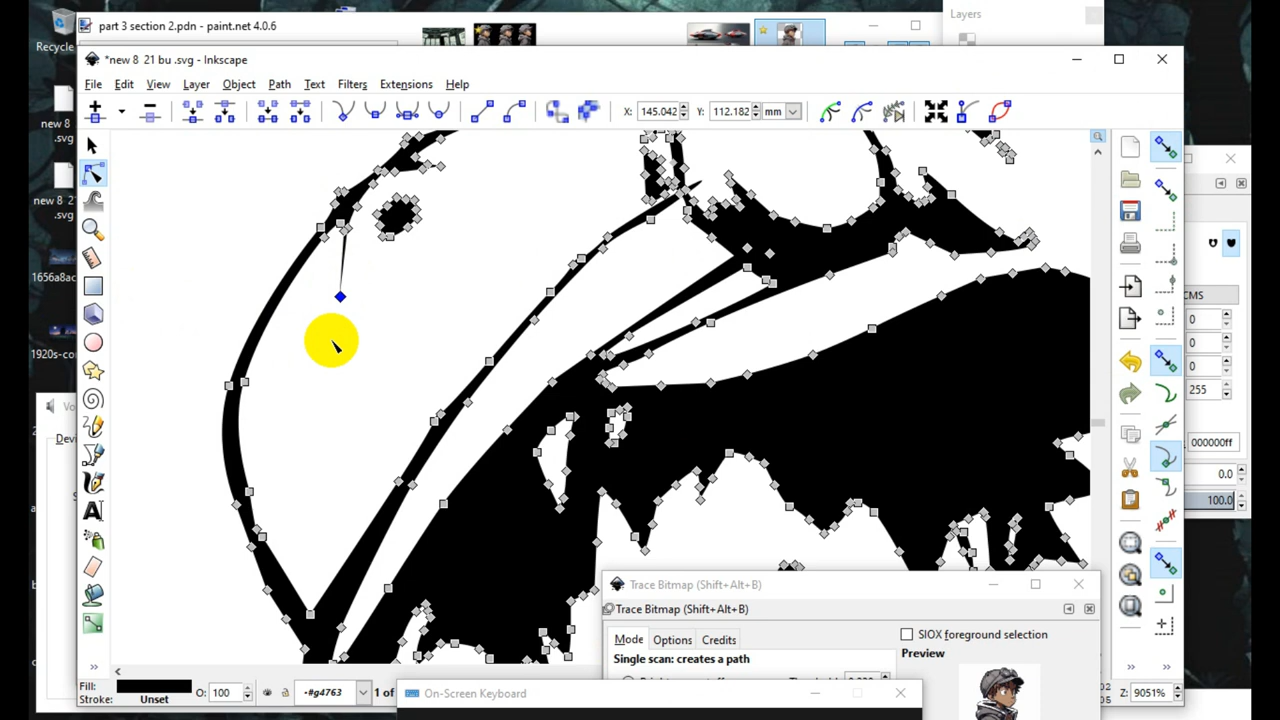 part 3 section 2.pdn - paint.net 4.0.6
Layers
Recycle
*new 8 21 bu .svg - Inkscape
File Edit View Layer Object Path Text Filters Extensions Help
X: 145.042 Y: 112.182 mm
new 8
.svg
new 8
.svg
1656a8ac
1920s-co
CMS
0
0
0
255
000000ff
0.0
100.0
Trace Bitmap (Shift+Alt+B)
Trace Bitmap (Shift+Alt+B)
Mode Options Credits
SIOX foreground selection
Single scan: creates a path
Preview
Fill:
Stroke: Unset
O: 100
-#g4763
1 of
Z: 9051%
On-Screen Keyboard